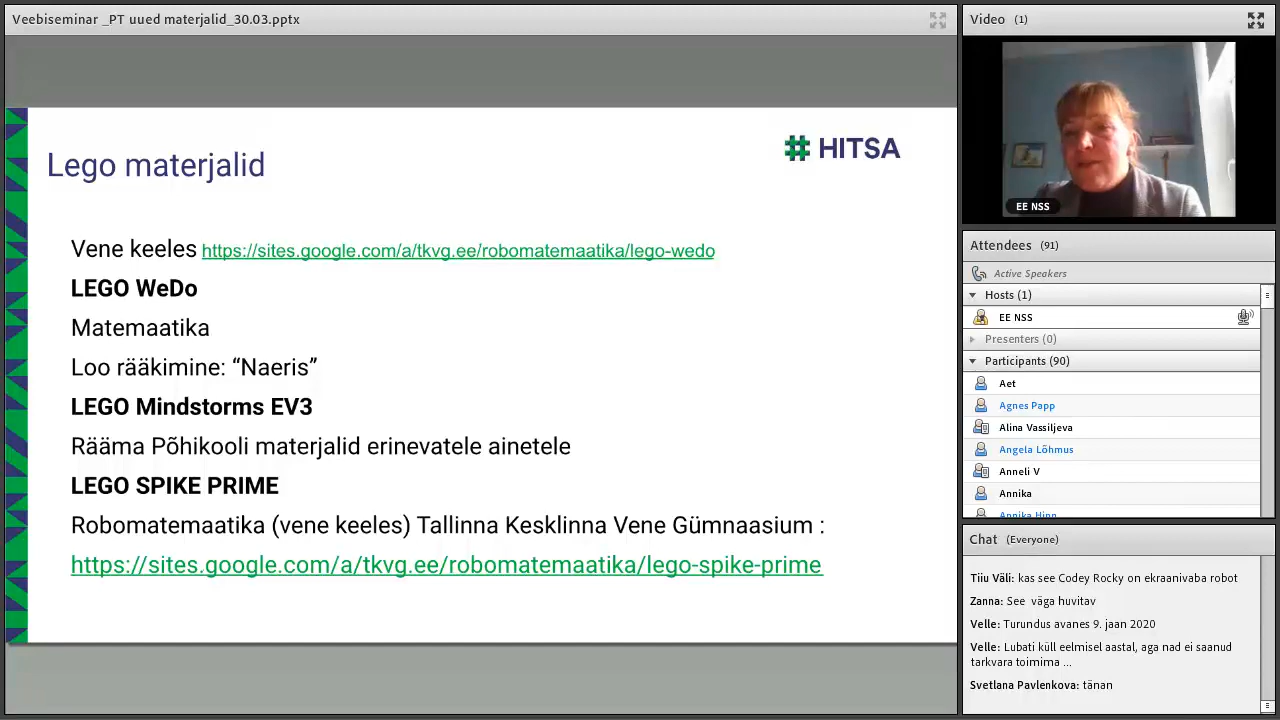 Veebiseminar _PT uued materjalid_30.03.pptx
HITSA
Lego materjalid
Vene keeles https://sites.google.com/a/tkvg.ee/robomatemaatika/lego-wedo
LEGO WeDo
Matemaatika
Loo rääkimine: “Naeris”
LEGO Mindstorms EV3
Rääma Põhikooli materjalid erinevatele ainetele
LEGO SPIKE PRIME
Robomatemaatika (vene keeles) Tallinna Kesklinna Vene Gümnaasium :
https://sites.google.com/a/tkvg.ee/robomatemaatika/lego-spike-prime
Video (1)
EE NSS
Attendees (91)
Active Speakers
Hosts (1)
EE NSS
Presenters (0)
Participants (90)
Aet
Agnes Papp
Alina Vassiljeva
Angela Lõhmus
Anneli V
Annika
Annika Hinn
Chat (Everyone)
Tiiu Väli: kas see Codey Rocky on ekraanivaba robot
Zanna: See väga huvitav
Velle: Turundus avanes 9. jaan 2020
Velle: Lubati küll eelmisel aastal, aga nad ei saanud
tarkvara toimima ...
Svetlana Pavlenkova: tänan